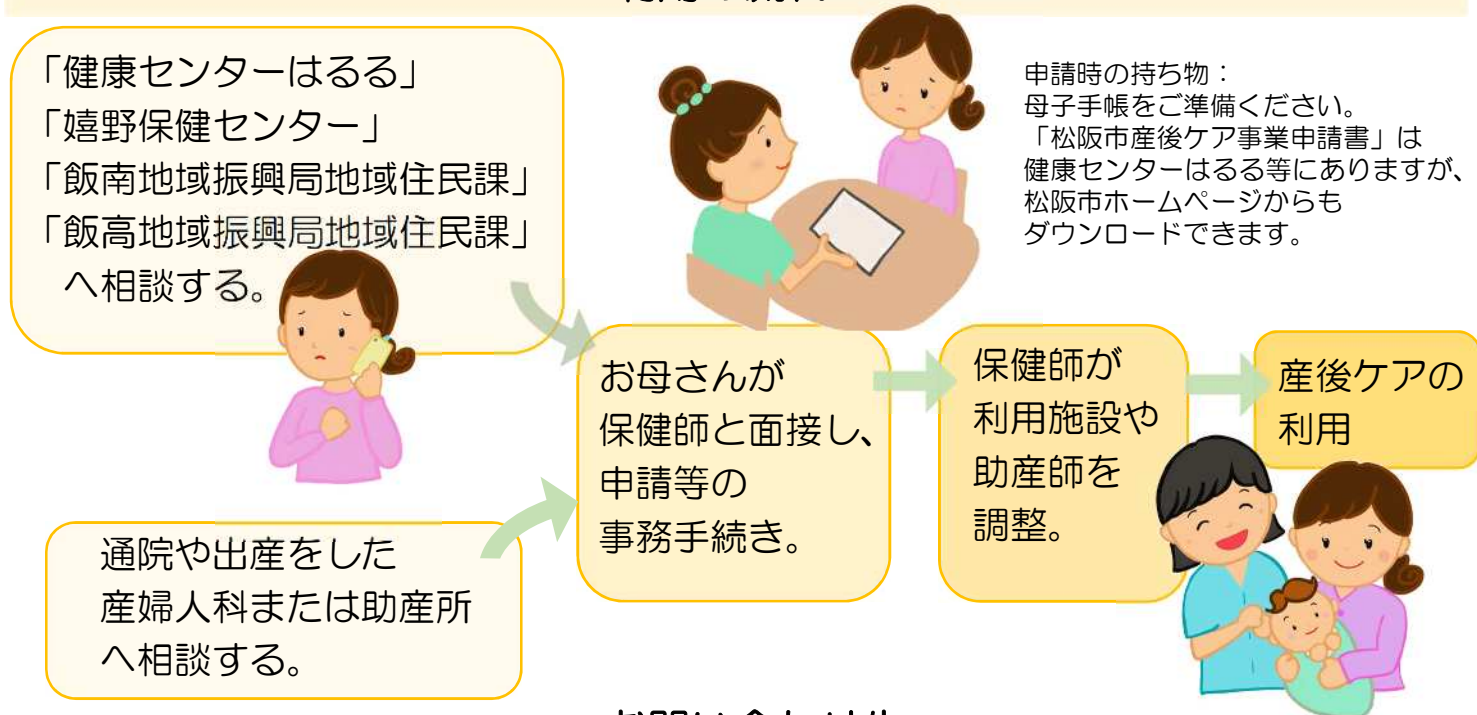 「健康センターはるる」
「嬉野保健センター」
「飯南地域振興局地域住民課」
「飯高地域振興局地域住民課」
へ相談する。
申請時の持ち物：
母子手帳をご準備ください。
「松阪市産後ケア事業申請書」は
健康センターはるる等にありますが、
松阪市ホームページからも
ダウンロードできます。
通院や出産をした
産婦人科または助産所
へ相談する。
お母さんが
保健師と面接し、
申請等の
事務手続き。
保健師が
利用施設や
助産師を
調整。
産後ケアの
利用